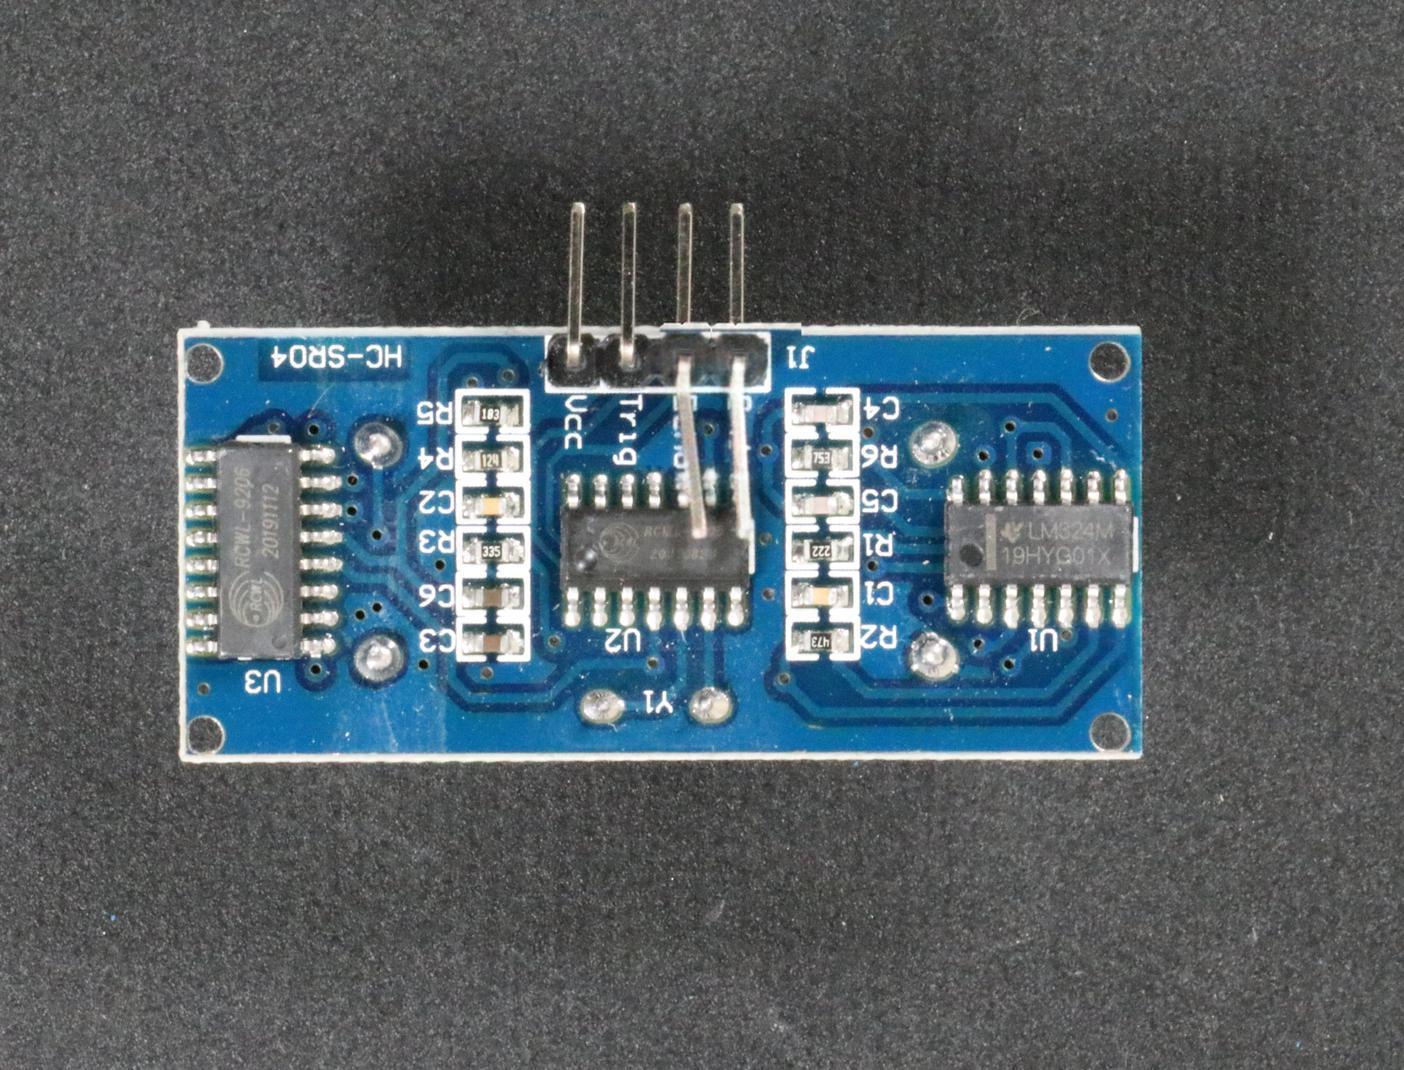 HC-SR04
J1
Vcc
Trig
R5
183
R4
124
C2
R3
335
C6
C3
C4
R6
753
C5
R1
222
C1
R2
473
RCWL-9206
20191112
RCWL
U3
U2
LM324M
19HYG01X
U1
Y1